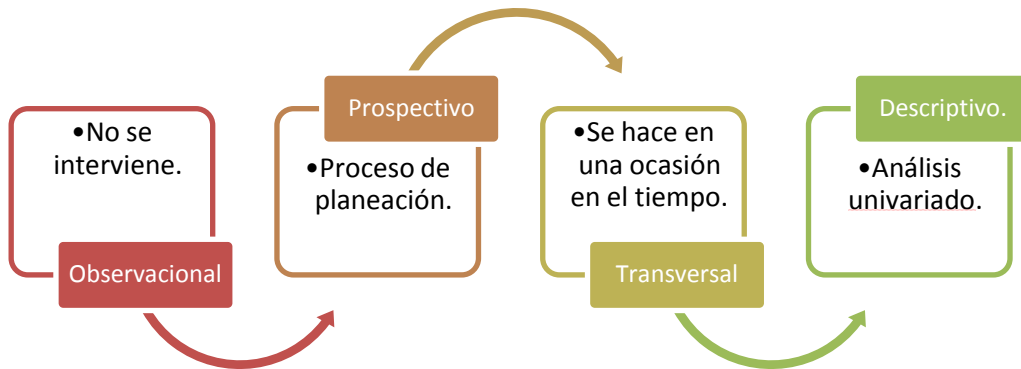 •No se
interviene.
Observacional
Prospectivo
•Proceso de
planeación.
•Se hace en
una ocasión
en el tiempo.
Transversal
Descriptivo.
•Análisis
univariado.